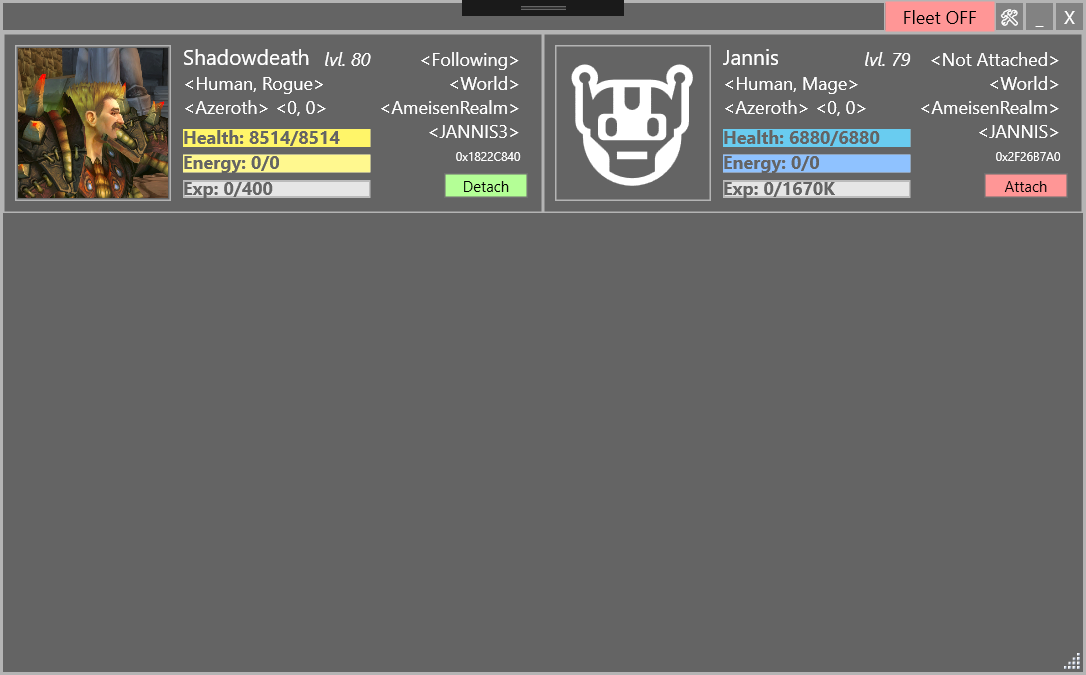 Fleet OFF _ X
Shadowdeath lvl. 80 <Following>
<Human, Rogue> <World>
<Azeroth> <0, 0> <AmeisenRealm>
Health: 8514/8514 <JANNIS3>
Energy: 0/0 0x1822C840
Exp: 0/400 Detach
Jannis lvl. 79 <Not Attached>
<Human, Mage> <World>
<Azeroth> <0, 0> <AmeisenRealm>
Health: 6880/6880 <JANNIS>
Energy: 0/0 0x2F26B7A0
Exp: 0/1670K Attach